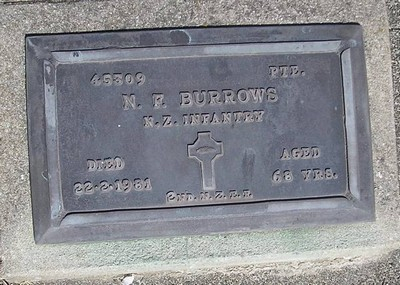 45309 PTE.
N. F. BURROWS
N.Z. INFANTRY
DIED AGED
22-2-1981 68 YRS.
2ND. N.Z.E.F.